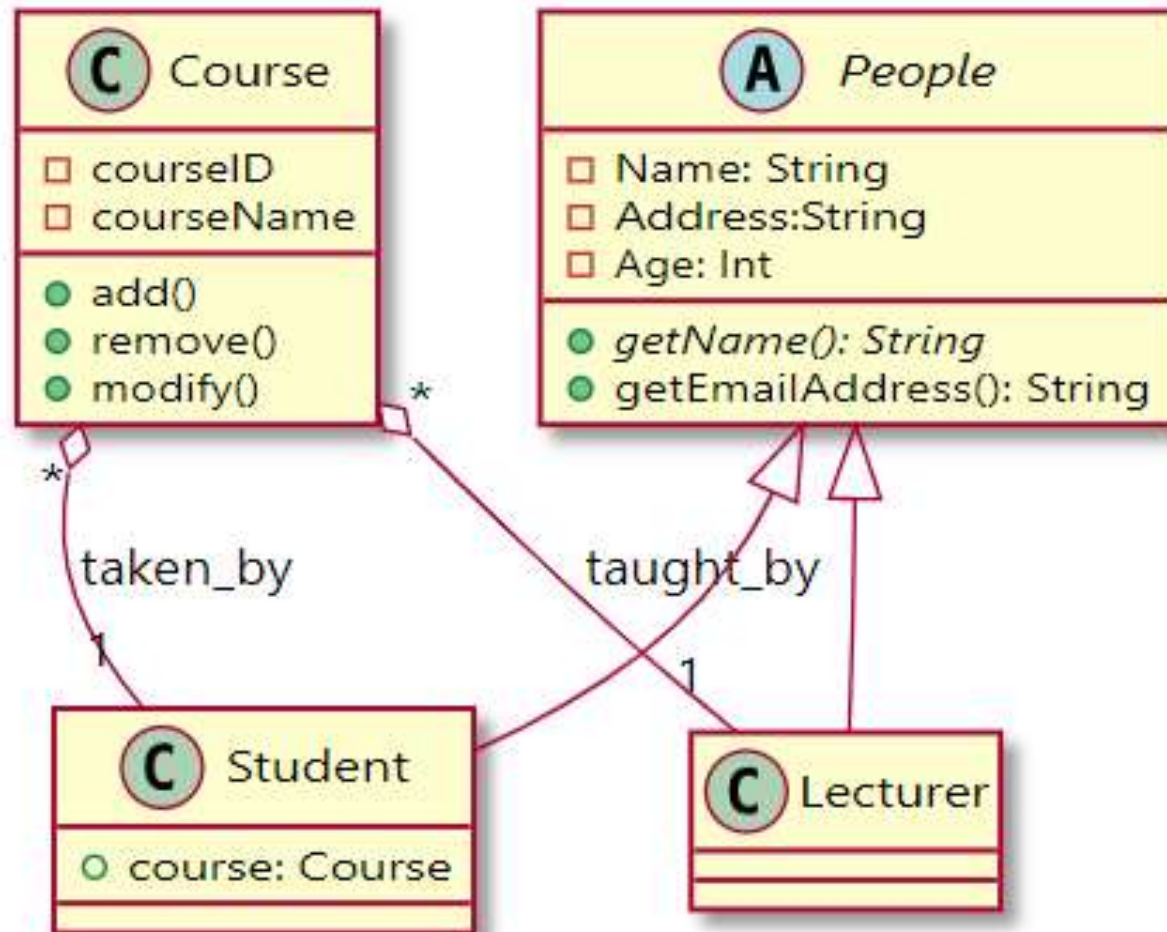 C Course
courseID
courseName
add()
remove()
modify()
A People
Name: String
Address:String
Age: Int
getName(): String
getEmailAddress(): String
*
*
taken_by
taught_by
1
1
C Student
course: Course
C Lecturer